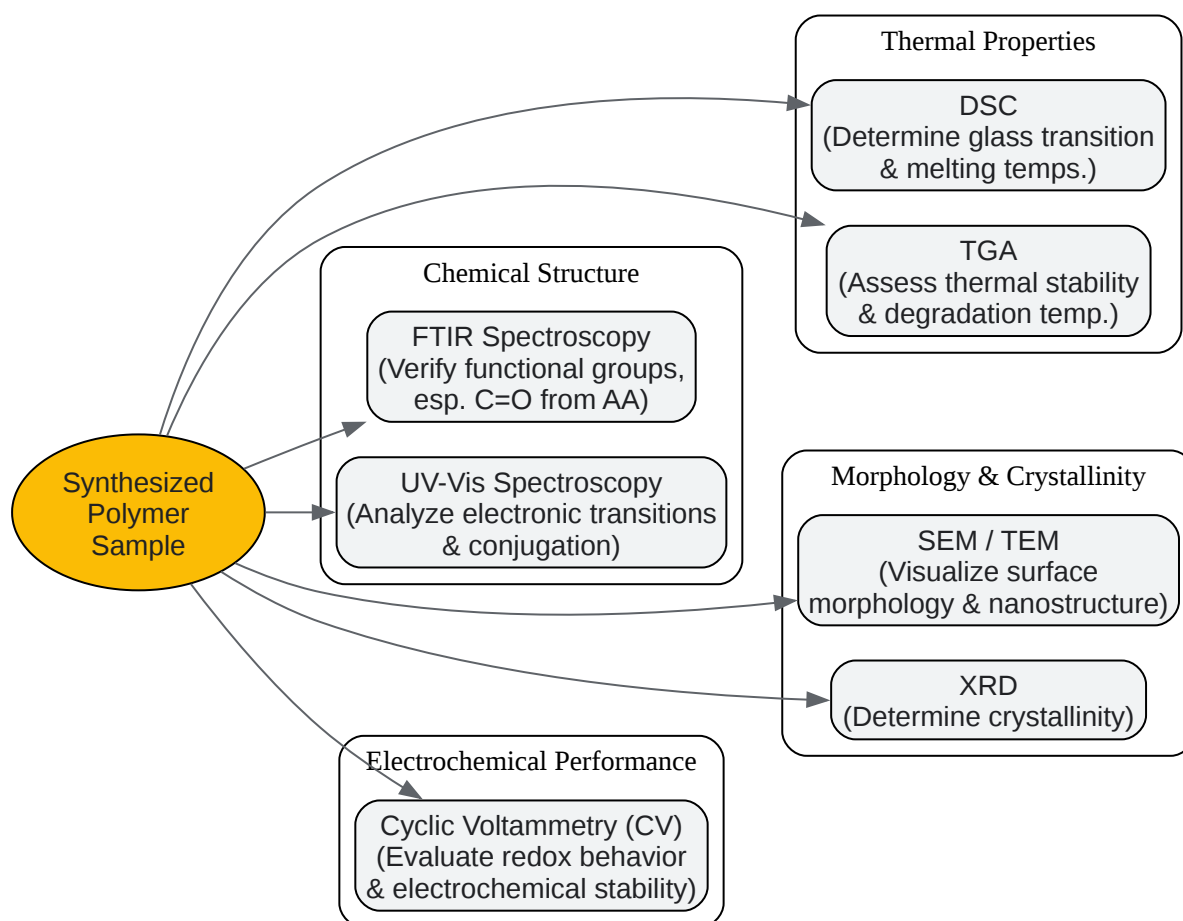 Thermal Properties
DSC
(Determine glass transition
& melting temps.)
TGA
(Assess thermal stability
& degradation temp.)
Chemical Structure
FTIR Spectroscopy
(Verify functional groups,
esp. C=O from AA)
UV-Vis Spectroscopy
(Analyze electronic transitions
& conjugation)
Synthesized
Polymer
Sample
Morphology & Crystallinity
SEM / TEM
(Visualize surface
morphology & nanostructure)
XRD
(Determine crystallinity)
Electrochemical Performance
Cyclic Voltammetry (CV)
(Evaluate redox behavior
& electrochemical stability)